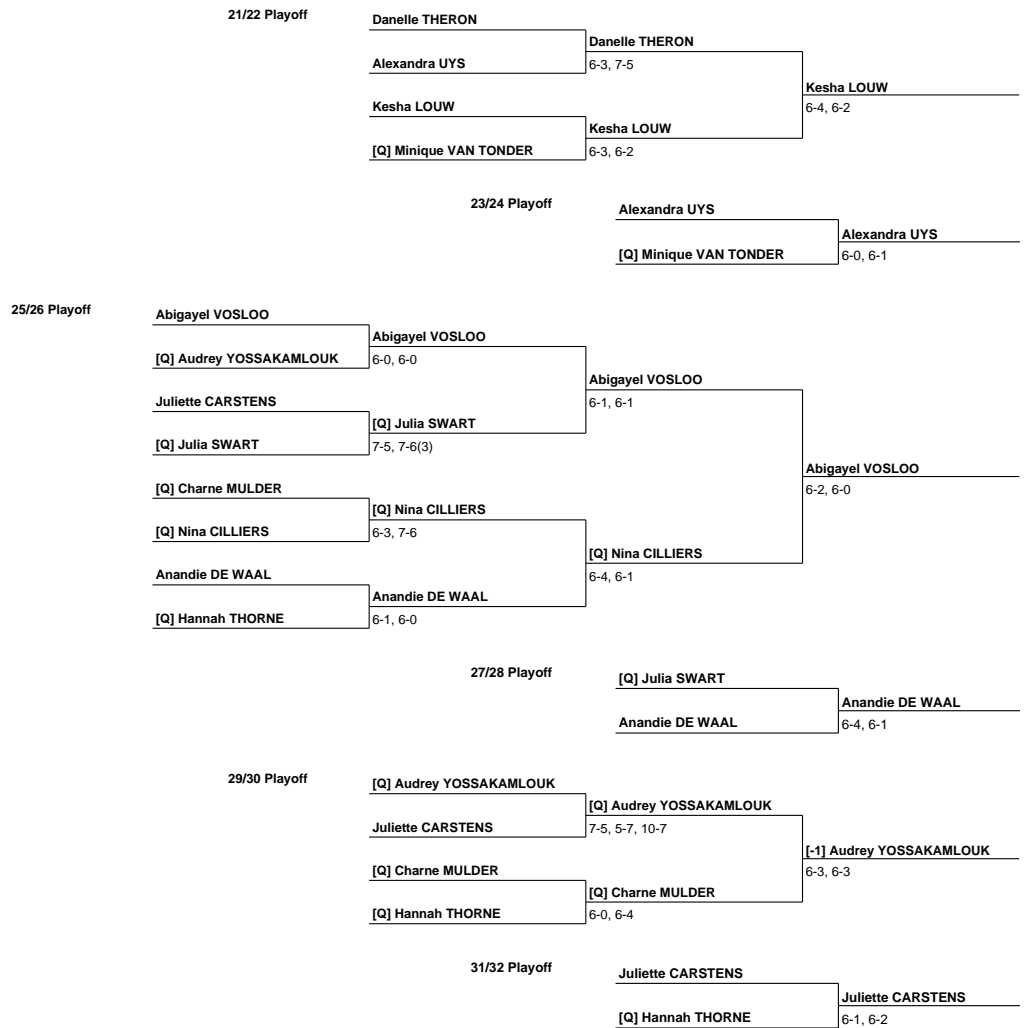 21/22 Playoff
Danelle THERON
Danelle THERON
Alexandra UYS
6-3, 7-5
Kesha LOUW
Kesha LOUW
6-4, 6-2
Kesha LOUW
[Q] Minique VAN TONDER
6-3, 6-2
23/24 Playoff
Alexandra UYS
Alexandra UYS
[Q] Minique VAN TONDER
6-0, 6-1
25/26 Playoff
Abigayel VOSLOO
Abigayel VOSLOO
[Q] Audrey YOSSAKAMLOUK
6-0, 6-0
Abigayel VOSLOO
Juliette CARSTENS
6-1, 6-1
[Q] Julia SWART
[Q] Julia SWART
7-5, 7-6(3)
Abigayel VOSLOO
[Q] Charne MULDER
6-2, 6-0
[Q] Nina CILLIERS
[Q] Nina CILLIERS
6-3, 7-6
[Q] Nina CILLIERS
Anandie DE WAAL
6-4, 6-1
Anandie DE WAAL
[Q] Hannah THORNE
6-1, 6-0
27/28 Playoff
[Q] Julia SWART
Anandie DE WAAL
Anandie DE WAAL
6-4, 6-1
29/30 Playoff
[Q] Audrey YOSSAKAMLOUK
[Q] Audrey YOSSAKAMLOUK
Juliette CARSTENS
7-5, 5-7, 10-7
[-1] Audrey YOSSAKAMLOUK
[Q] Charne MULDER
6-3, 6-3
[Q] Charne MULDER
[Q] Hannah THORNE
6-0, 6-4
31/32 Playoff
Juliette CARSTENS
Juliette CARSTENS
[Q] Hannah THORNE
6-1, 6-2